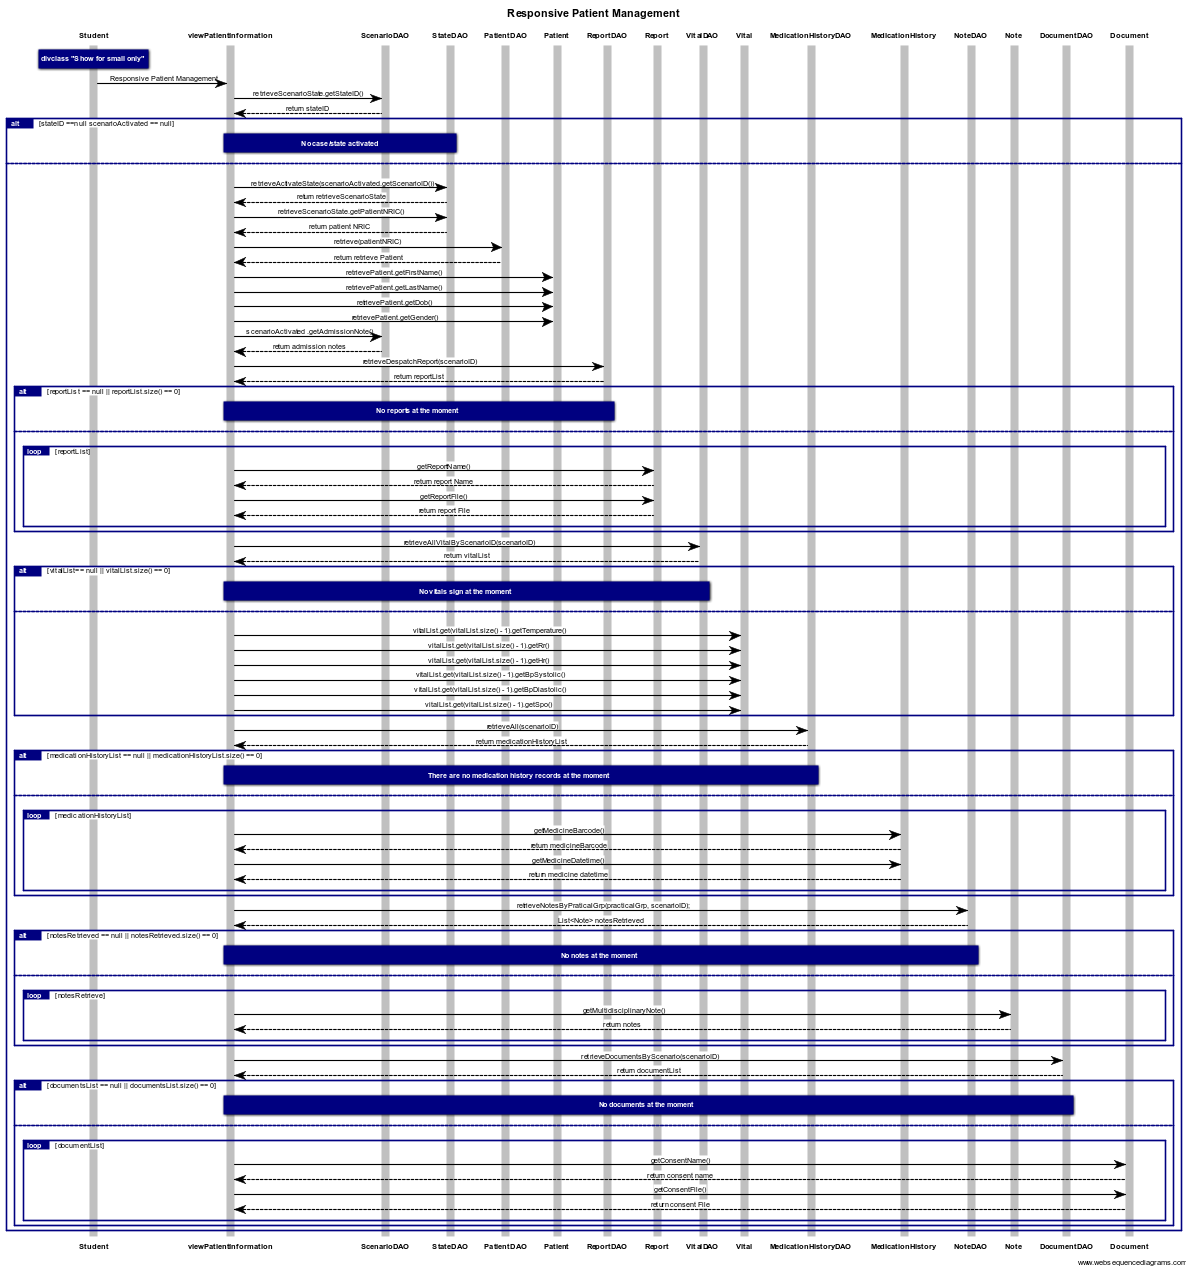 Responsive Patient Management
Student viewPatientInformation ScenarioDAO StateDAO PatientDAO Patient ReportDAO Report VitalDAO Vital MedicationHistoryDAO MedicationHistory NoteDAO Note DocumentDAO Document
divclass "Show for small only"
Responsive Patient Management
retrieveScenarioState.getStateID()
return stateID
alt [stateID ==null scenarioActivated == null]
No case/state activated
retrieveActivateState(scenarioActivated.getScenarioID())
return retrieveScenarioState
retrieveScenarioState.getPatientNRIC()
return patient NRIC
retrieve(patientNRIC)
return retrieve Patient
retrievePatient.getFirstName()
retrievePatient.getLastName()
retrievePatient.getDob()
retrievePatient.getGender()
scenarioActivated .getAdmissionNote()
return admission notes
retrieveDespatchReport(scenarioID)
return reportList
alt [reportList == null || reportList.size() == 0]
No reports at the moment
loop [reportList]
getReportName()
return report Name
getReportFile()
return report File
retrieveAllVitalByScenarioID(scenarioID)
return vitalList
alt [vitalList== null || vitalList.size() == 0]
No vitals sign at the moment
vitalList.get(vitalList.size() - 1).getTemperature()
vitalList.get(vitalList.size() - 1).getRr()
vitalList.get(vitalList.size() - 1).getHr()
vitalList.get(vitalList.size() - 1).getBpSystolic()
vitalList.get(vitalList.size() - 1).getBpDiastolic()
vitalList.get(vitalList.size() - 1).getSpo()
retrieveAll(scenarioID)
return medicationHistoryList
alt [medicationHistoryList == null || medicationHistoryList.size() == 0]
There are no medication history records at the moment
loop [medicationHistoryList]
getMedicineBarcode()
return medicineBarcode
getMedicineDatetime()
return medicine datetime
retrieveNotesByPraticalGrp(practicalGrp, scenarioID);
List<Note> notesRetrieved
alt [notesRetrieved == null || notesRetrieved.size() == 0]
No notes at the moment
loop [notesRetrieve]
getMultidisciplinaryNote()
return notes
retrieveDocumentsByScenario(scenarioID)
return documentList
alt [documentsList == null || documentsList.size() == 0]
No documents at the moment
loop [documentList]
getConsentName()
return consent name
getConsentFile()
return consent File
Student viewPatientInformation ScenarioDAO StateDAO PatientDAO Patient ReportDAO Report VitalDAO Vital MedicationHistoryDAO MedicationHistory NoteDAO Note DocumentDAO Document
www.websequencediagrams.com